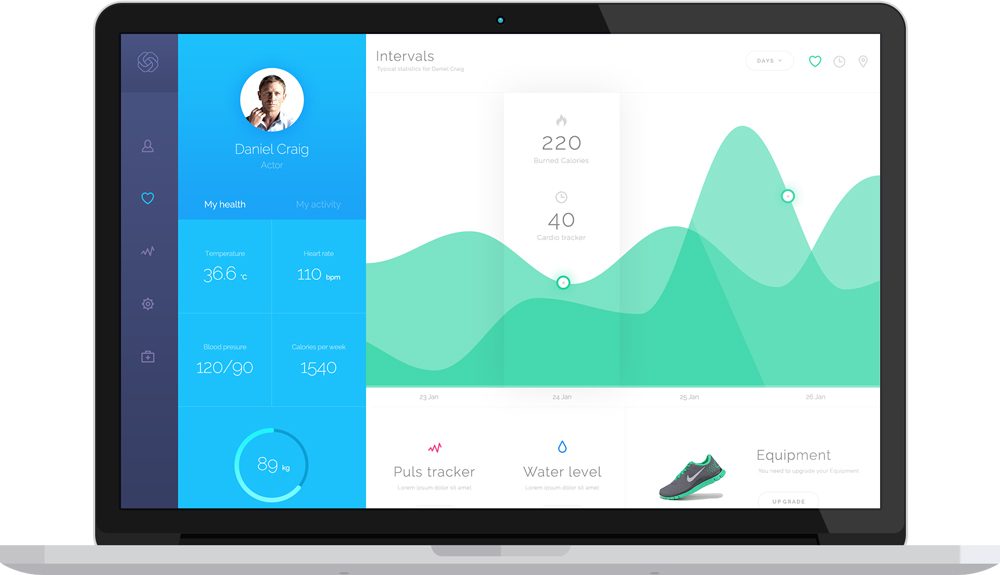 Daniel Craig
Actor
My health
My activity
Temperature
36.6 °C
Heart rate
110 bpm
Blood presure
120/90
Calories per week
1540
89 kg
Intervals
Typical statistics for Daniel Craig
DAYS
220
Burned Calories
40
Cardio tracker
23 Jan
24 Jan
25 Jan
26 Jan
Puls tracker
Lorem ipsum dolor sit amet
Water level
Lorem ipsum dolor sit amet
Equipment
You need to upgrade your Equipment
UPGRADE